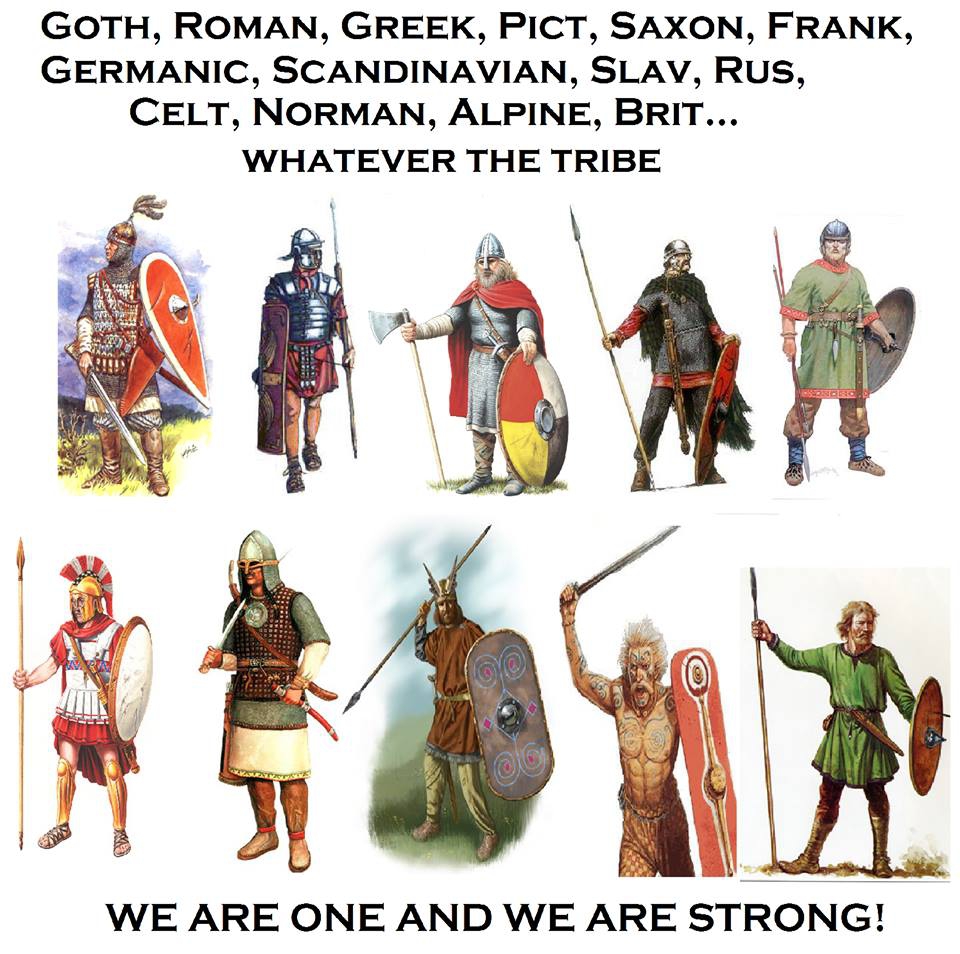 GOTH, ROMAN, GREEK, PICT, SAXON, FRANK,
GERMANIC, SCANDINAVIAN, SLAV, RUS,
CELT, NORMAN, ALPINE, BRIT...
WHATEVER THE TRIBE
WE ARE ONE AND WE ARE STRONG!